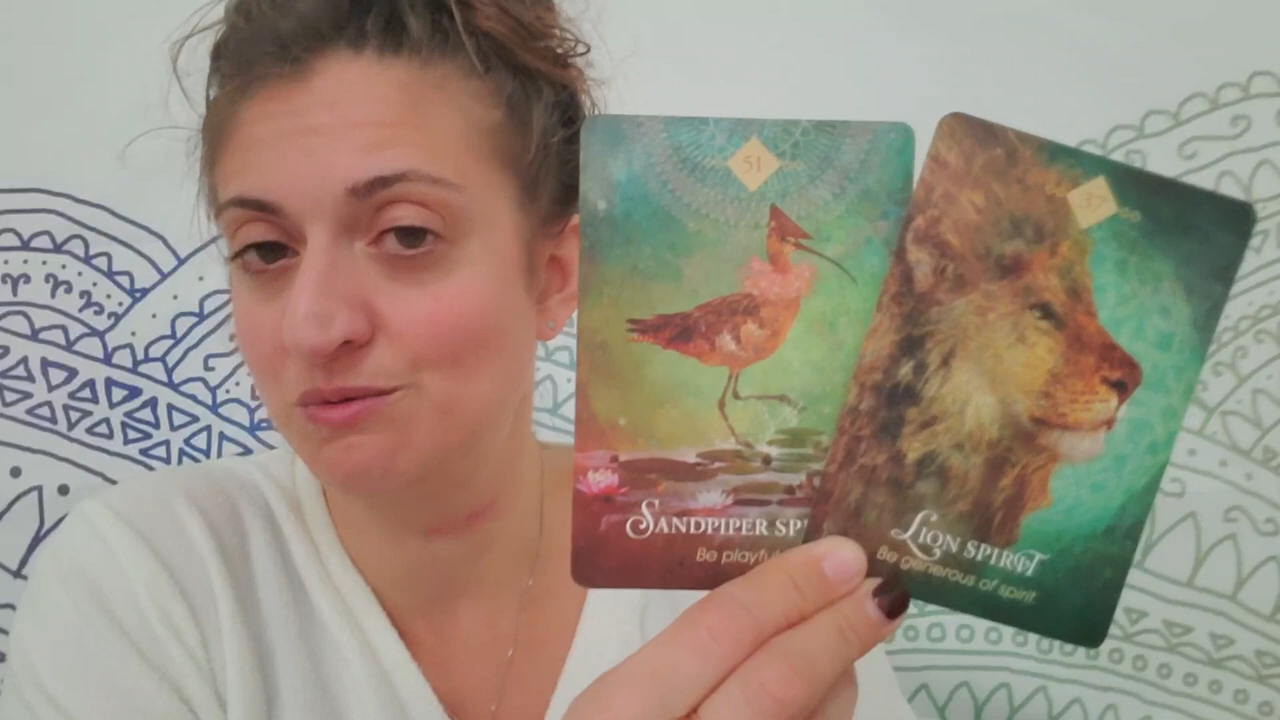 51
SANDPIPER SPI
Be playful
LION SPIRIT
Be generous of spirit.